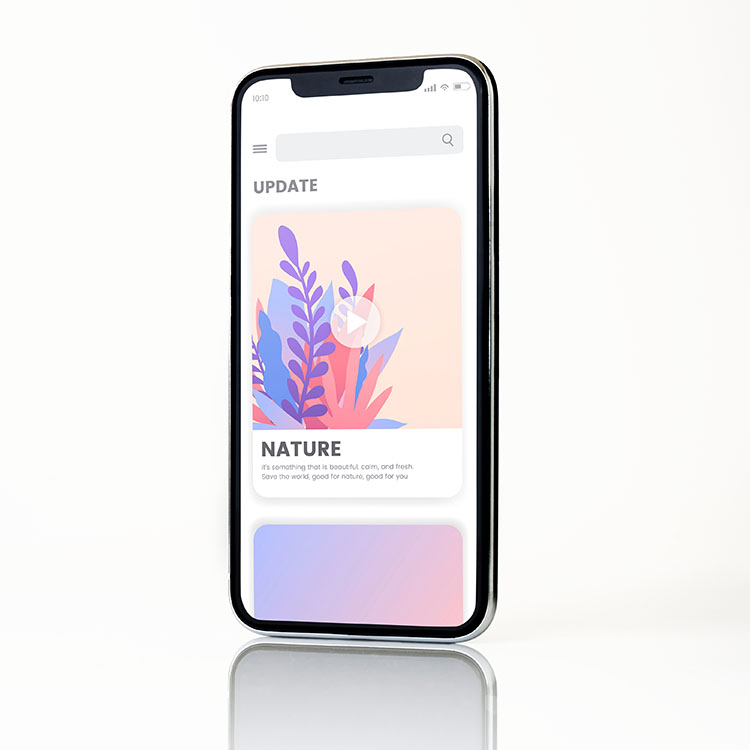 10:10
UPDATE
NATURE
it's something that is beautiful, calm, and fresh.
Save the world, good for nature, good for you